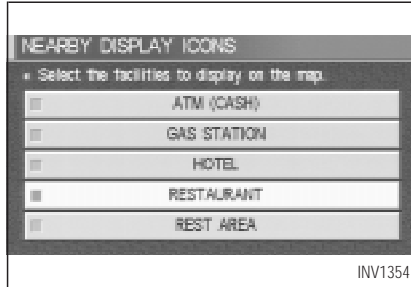 NEARBY DISPLAY ICONS
Select the facilities to display on the map.
ATM (CASH)
GAS STATION
HOTEL
RESTAURANT
REST AREA
INV1354